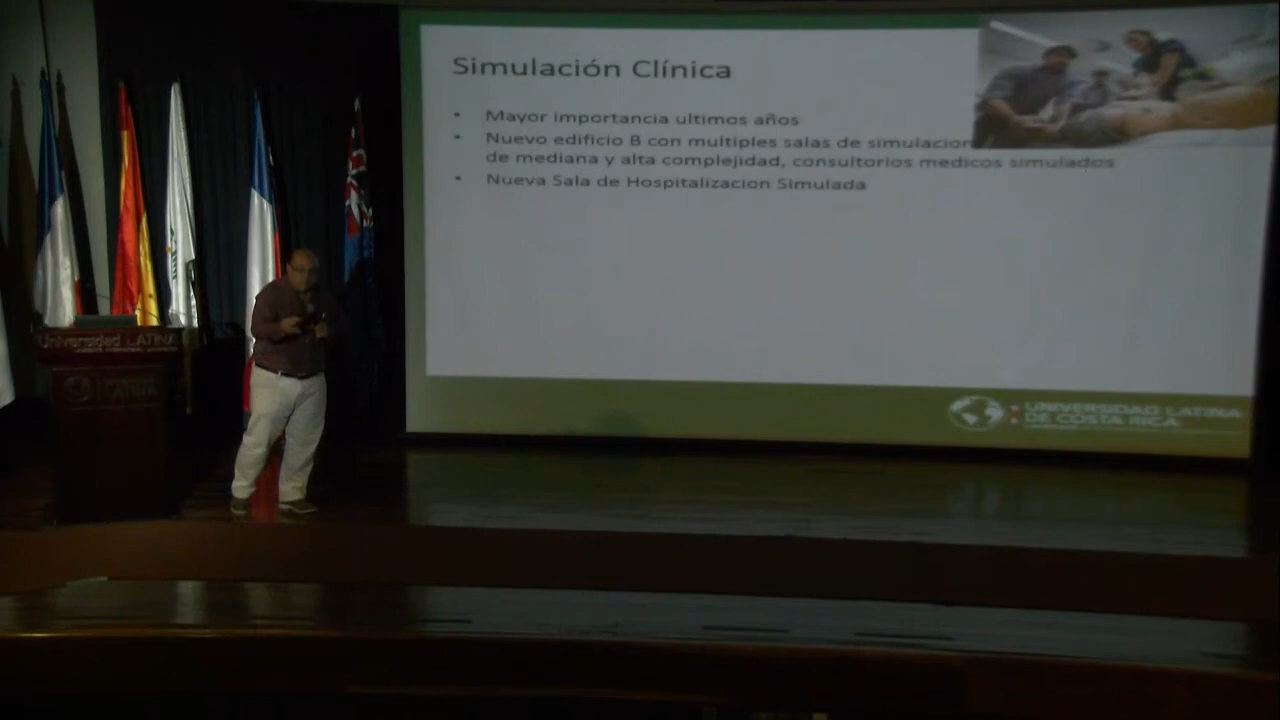 Simulación Clínica
• Mayor importancia ultimos años
• Nuevo edificio B con multiples salas de simulacion
de mediana y alta complejidad, consultorios medicos simulados
• Nueva Sala de Hospitalizacion Simulada
UNIVERSIDAD LATINA
DE COSTA RICA
Universidad LATINA
LATINA